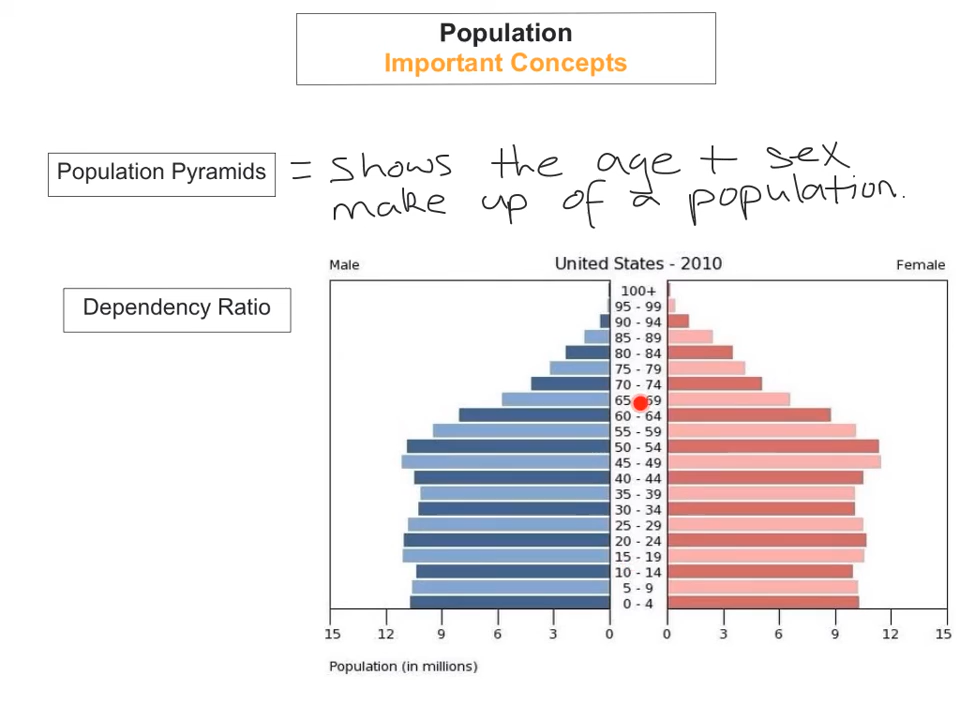 Population
Important Concepts
Population Pyramids
= shows the age + sex
make up of a population.
Dependency Ratio
Male
United States - 2010
Female
100+
95 - 99
90 - 94
85 - 89
80 - 84
75 - 79
70 - 74
65 - 69
60 - 64
55 - 59
50 - 54
45 - 49
40 - 44
35 - 39
30 - 34
25 - 29
20 - 24
15 - 19
10 - 14
5 - 9
0 - 4
15 12 9 6 3 0 0 3 6 9 12 15
Population (in millions)